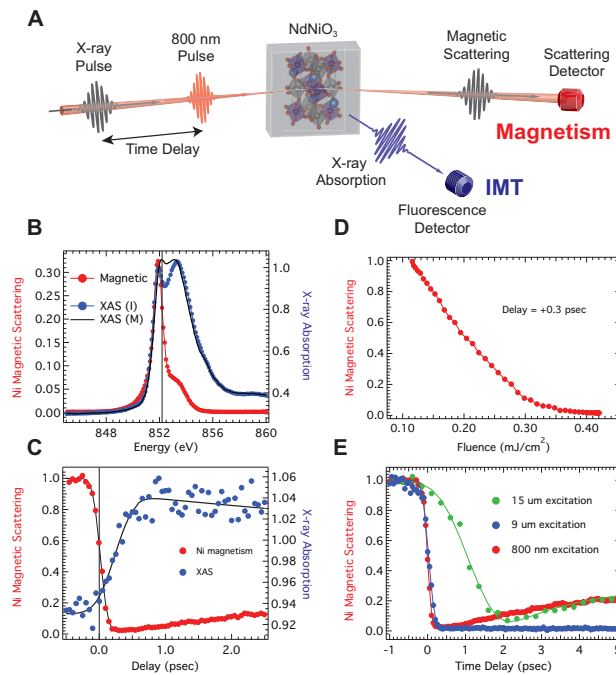 A
X-ray
Pulse
800 nm
Pulse
NdNiO3
Magnetic
Scattering
Scattering
Detector
Time Delay
Magnetism
X-ray
Absorption
IMT
Fluorescence
Detector
B
Magnetic
XAS (I)
XAS (M)
Ni Magnetic Scattering
0.30
0.25
0.20
0.15
0.10
0.05
0.00
X-ray Absorption
1.0
0.8
0.6
0.4
848
852
856
860
Energy (eV)
D
Delay = +0.3 psec
Ni Magnetic Scattering
1.0
0.8
0.6
0.4
0.2
0.0
0.10
0.20
0.30
0.40
Fluence (mJ/cm2)
C
Ni magnetism
XAS
Ni Magnetic Scattering
1.0
0.8
0.6
0.4
0.2
0.0
X-ray Absorption
1.06
1.04
1.02
1.00
0.98
0.96
0.94
0.92
0.0
1.0
2.0
Delay (psec)
E
15 um excitation
9 um excitation
800 nm excitation
Ni Magnetic Scattering
1.0
0.8
0.6
0.4
0.2
0.0
-1
0
1
2
3
4
5
Time Delay (psec)